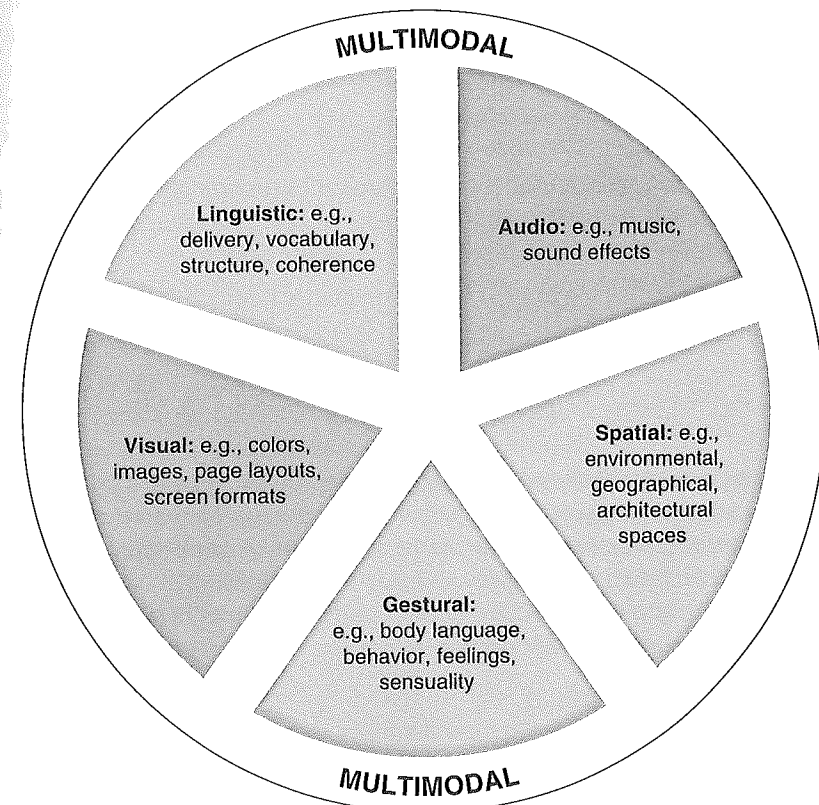 MULTIMODAL
Linguistic: e.g.,
delivery, vocabulary,
structure, coherence
Audio: e.g., music,
sound effects
Visual: e.g., colors,
images, page layouts,
screen formats
Spatial: e.g.,
environmental,
geographical,
architectural
spaces
Gestural:
e.g., body language,
behavior, feelings,
sensuality
MULTIMODAL